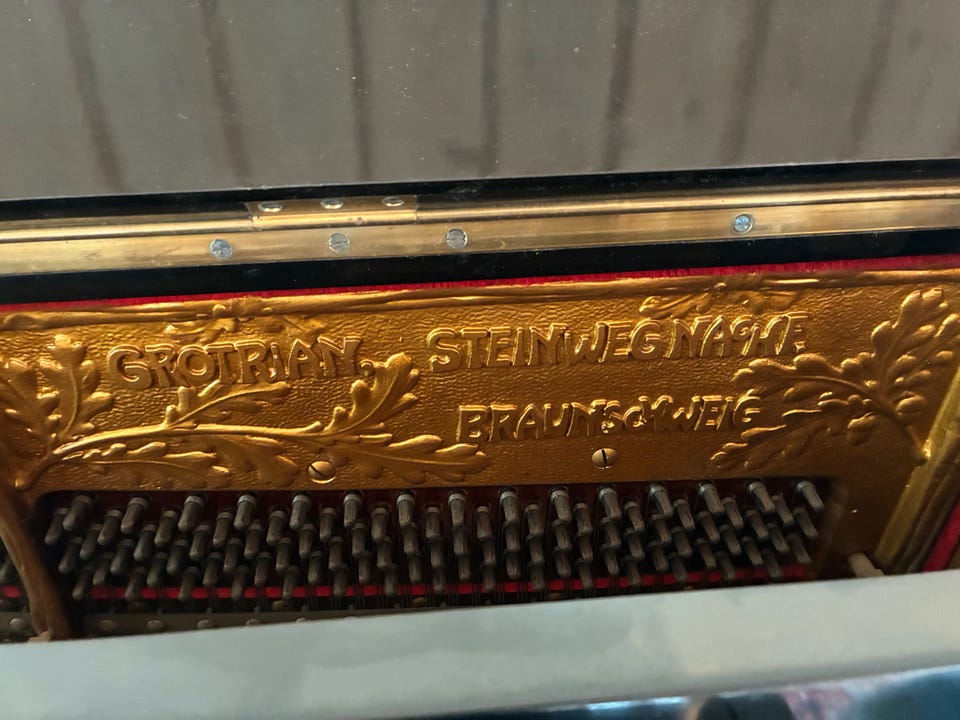 GROTRIAN, STEINWEG NACHF.
BRAUNSCHWEIG